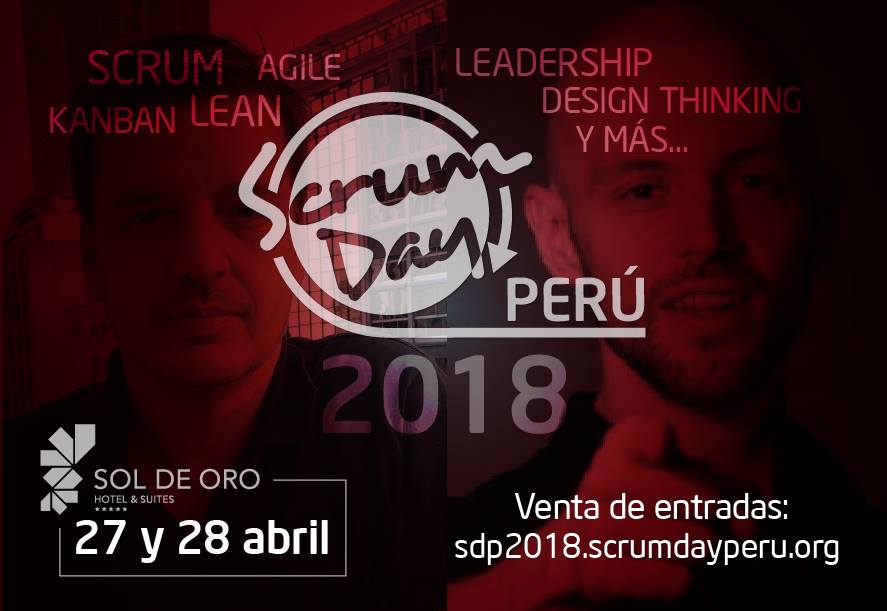 SCRUM AGILE
KANBAN LEAN
LEADERSHIP
DESIGN THINKING
Y MÁS...
Scrum
Day
PERÚ
2018
SOL DE ORO
HOTEL & SUITES
27 y 28 abril
Venta de entradas:
sdp2018.scrumdayperu.org